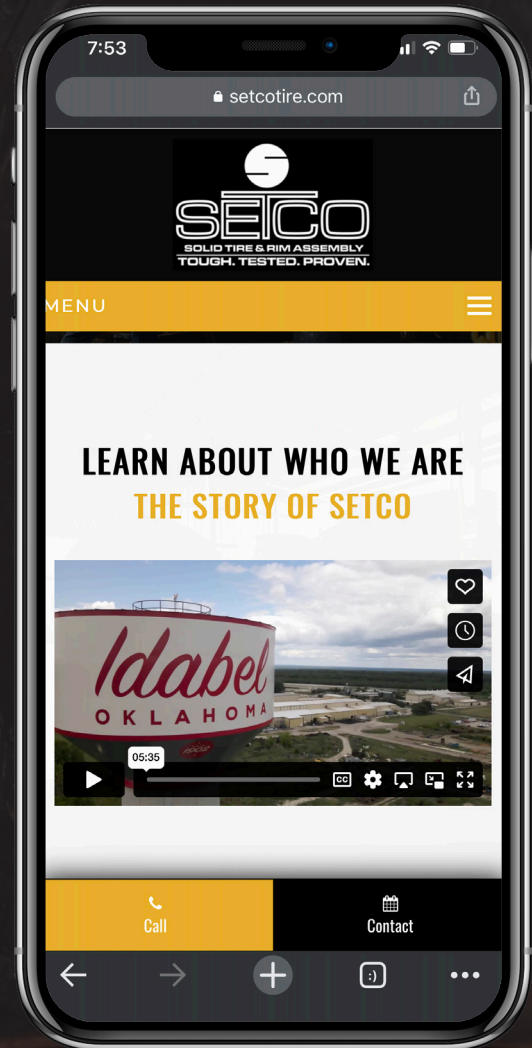 7:53
setcotire.com
SETCO
SOLID TIRE & RIM ASSEMBLY
TOUGH. TESTED. PROVEN.
MENU
LEARN ABOUT WHO WE ARE
THE STORY OF SETCO
Idabel
OKLAHOMA
1902
05:35
CC
Call
Contact
:)